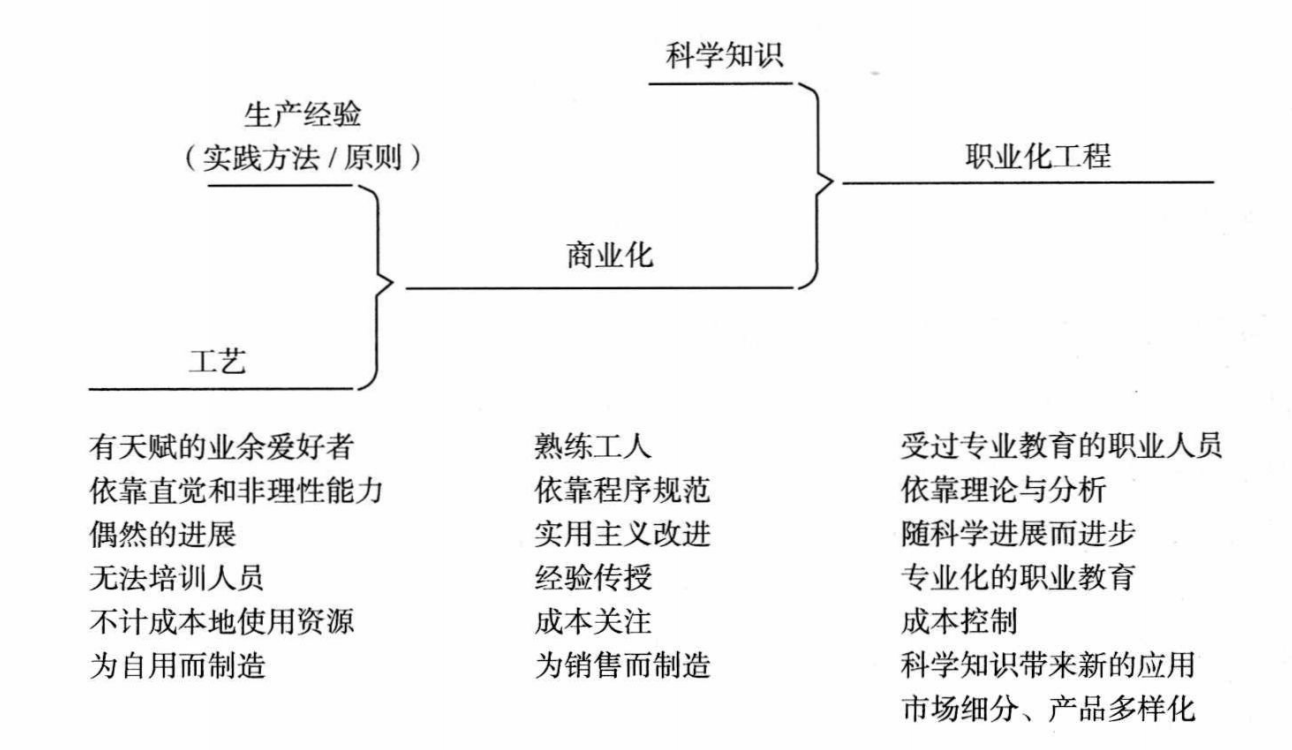 科学知识
生产经验
（实践方法 / 原则）
职业化工程
商业化
工艺
有天赋的业余爱好者
依靠直觉和非理性能力
偶然的进展
无法培训人员
不计成本地使用资源
为自用而制造
熟练工人
依靠程序规范
实用主义改进
经验传授
成本关注
为销售而制造
受过专业教育的职业人员
依靠理论与分析
随科学进展而进步
专业化的职业教育
成本控制
科学知识带来新的应用
市场细分、产品多样化